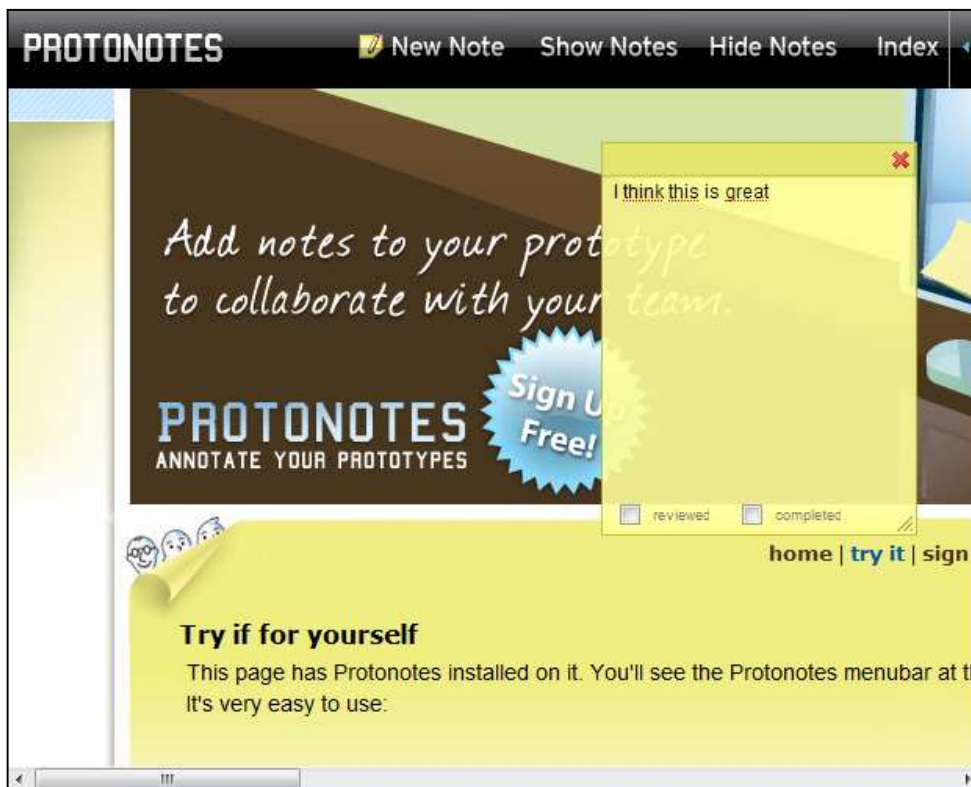 PROTONOTES
New Note Show Notes Hide Notes Index
I think this is great
Add notes to your prototype
to collaborate with your team.
Sign Up
Free!
PROTONOTES
ANNOTATE YOUR PROTOTYPES
reviewed completed
home | try it | sign
Try if for yourself
This page has Protonotes installed on it. You'll see the Protonotes menubar at th
It's very easy to use: